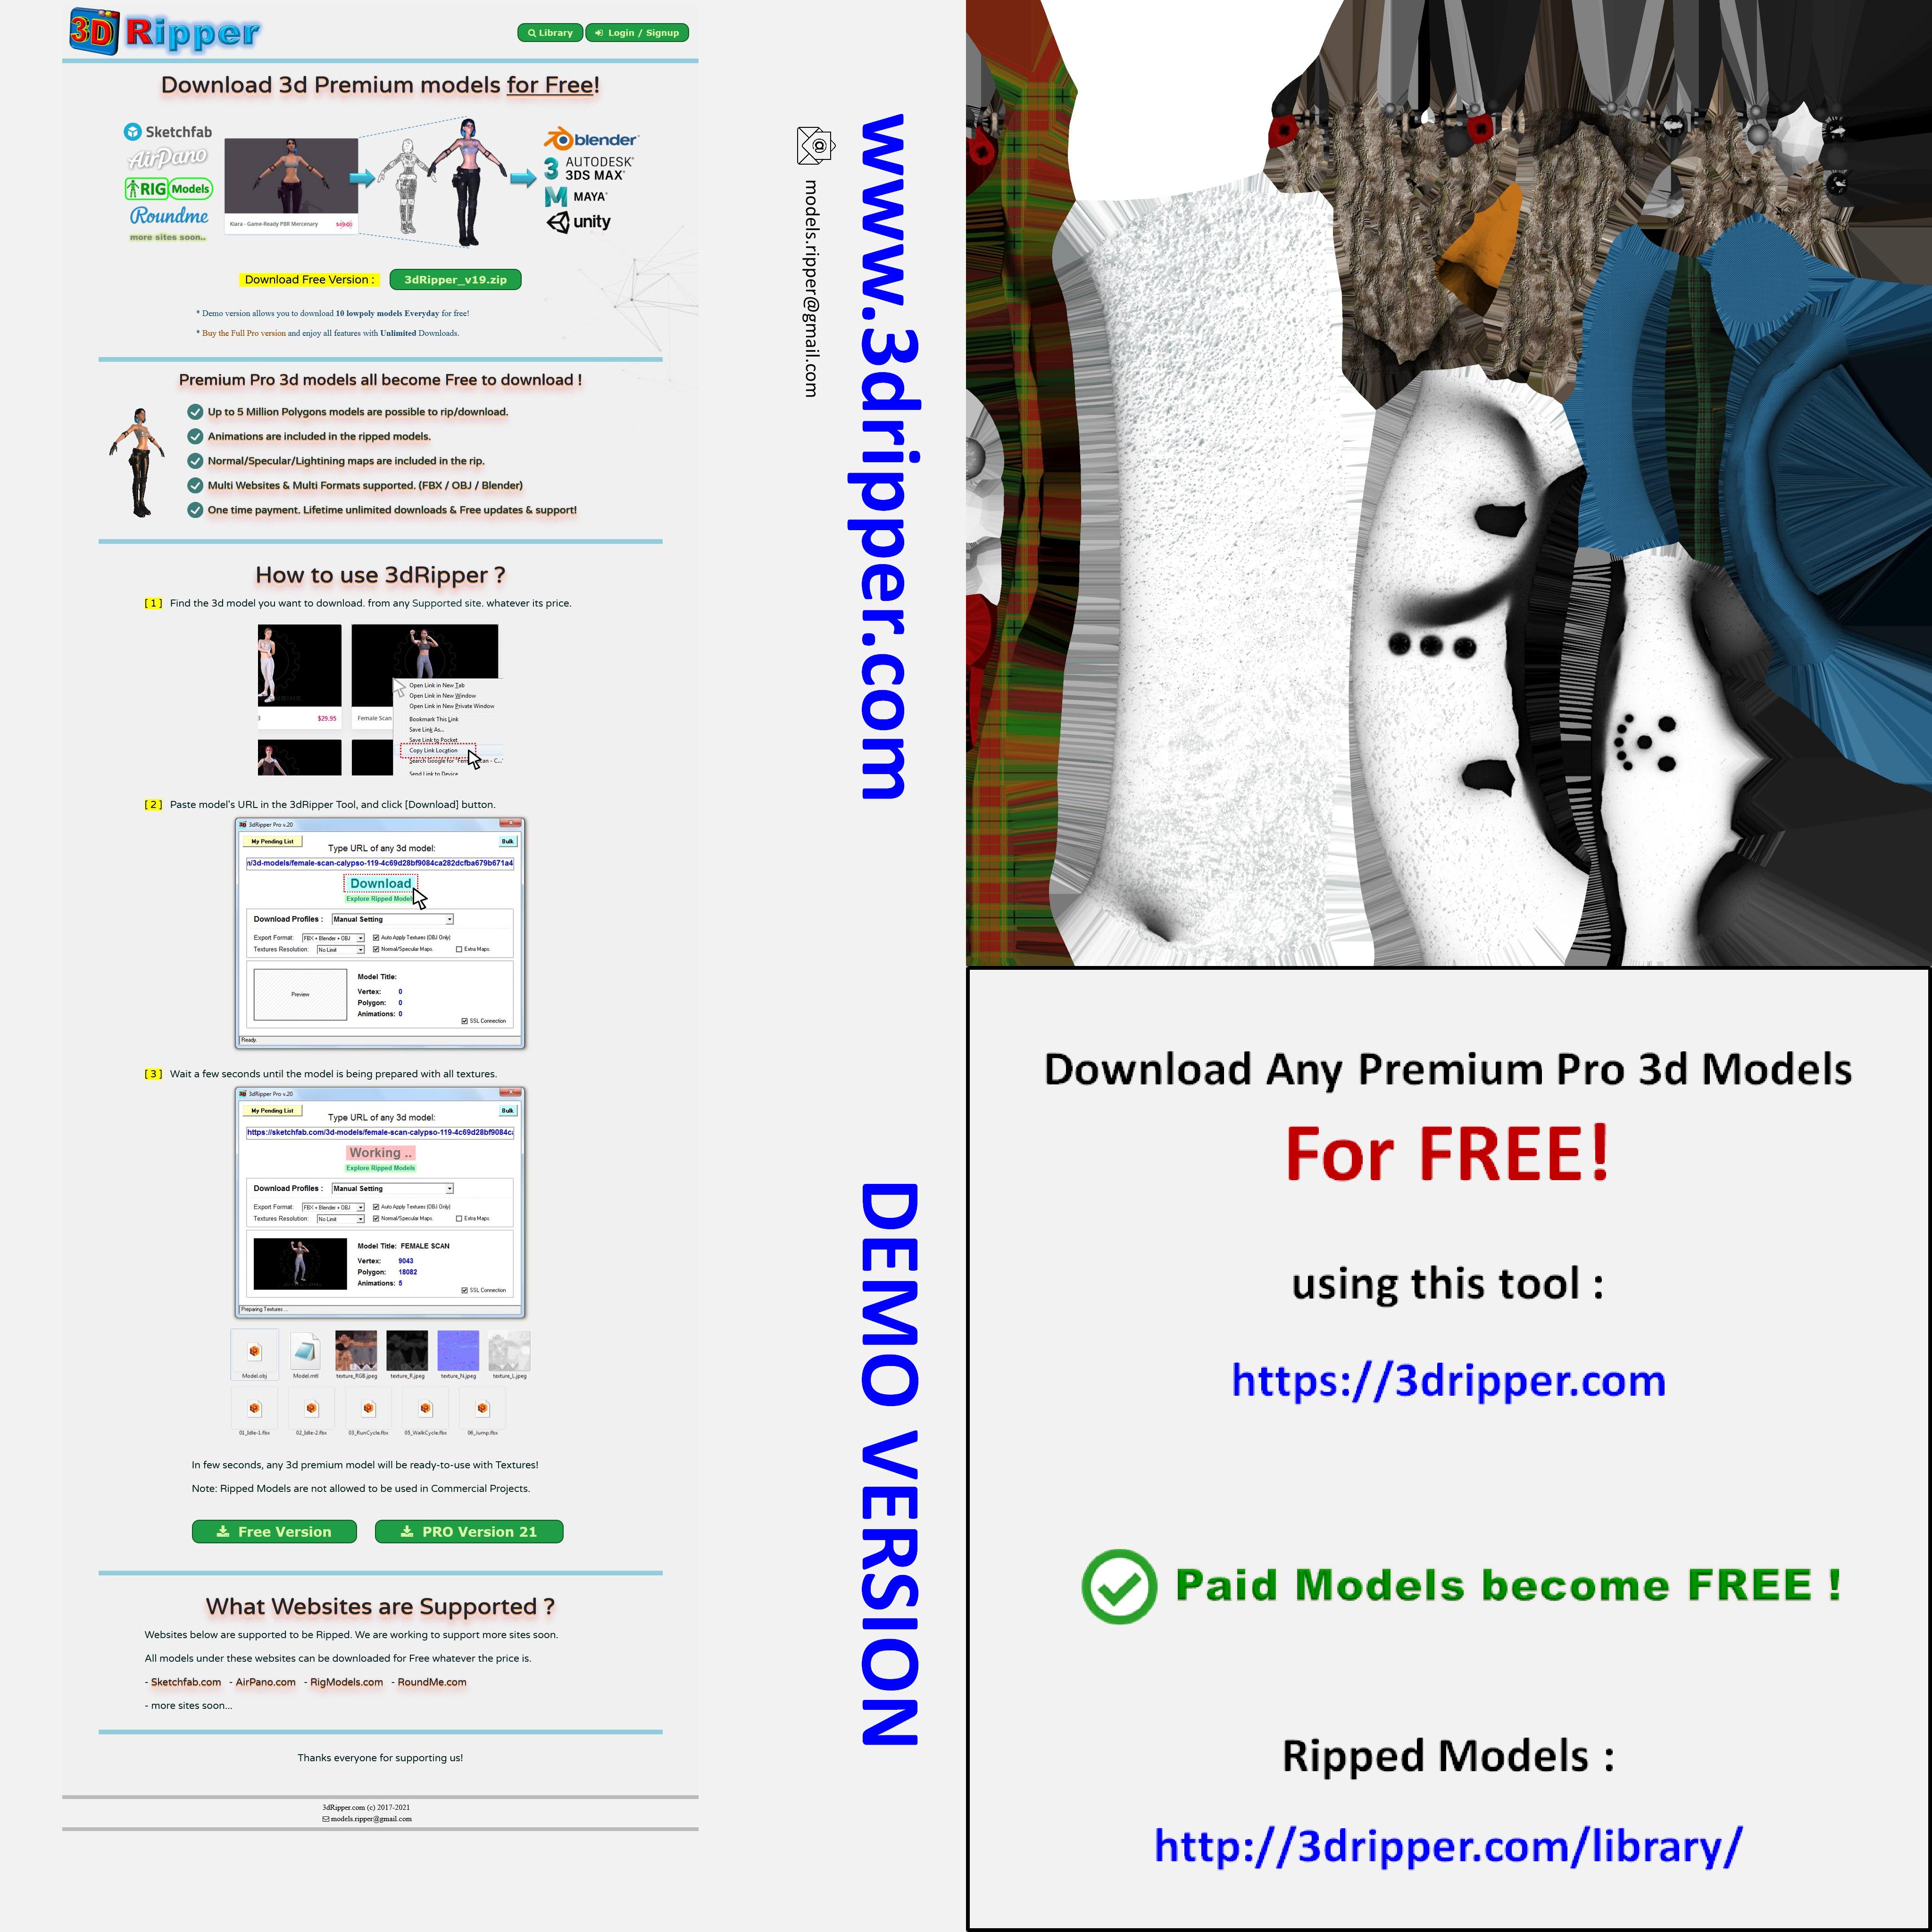 3D Ripper
Library
Login / Signup
Download 3d Premium models for Free!
Sketchfab
AirPano
RIG Models
Roundme
more sites soon..
Kiara - Game-Ready PBR Mercenary
blender
AUTODESK®
3DS MAX®
MAYA®
unity
Download Free Version :
3dRipper_v19.zip
* Demo version allows you to download 10 lowpoly models Everyday for free!
* Buy the Full Pro version and enjoy all features with Unlimited Downloads.
Premium Pro 3d models all become Free to download !
Up to 5 Million Polygons models are possible to rip/download.
Animations are included in the ripped models.
Normal/Specular/Lightining maps are included in the rip.
Multi Websites & Multi Formats supported. (FBX / OBJ / Blender)
One time payment. Lifetime unlimited downloads & Free updates & support!
How to use 3dRipper ?
[ 1 ] Find the 3d model you want to download. from any Supported site. whatever its price.
$29.95
Female Scan
Open Link in New Tab
Open Link in New Window
Open Link in New Private Window
Bookmark This Link
Save Link As...
Save Link to Pocket
Copy Link Location
Search Google for
Send Link to Device
[ 2 ] Paste model's URL in the 3dRipper Tool, and click [Download] button.
3dRipper Pro v.20
My Pending List
Bulk
Type URL of any 3d model:
n/3d-models/female-scan-calypso-119-4c69d28bf9084ca282dcfba679b671a4
Download
Explore Ripped Models
Download Profiles : Manual Setting
Export Format: FBX + Blender + OBJ Auto Apply Textures (OBJ Only)
Textures Resolution: No Limit Normal/Specular Maps. Extra Maps.
Preview
Model Title:
Vertex: 0
Polygon: 0
Animations: 0
SSL Connection
Ready.
[ 3 ] Wait a few seconds until the model is being prepared with all textures.
3dRipper Pro v.20
My Pending List
Bulk
Type URL of any 3d model:
https://sketchfab.com/3d-models/female-scan-calypso-119-4c69d28bf9084c
Working ..
Explore Ripped Models
Download Profiles : Manual Setting
Export Format: FBX + Blender + OBJ Auto Apply Textures (OBJ Only)
Textures Resolution: No Limit Normal/Specular Maps. Extra Maps.
Model Title: FEMALE SCAN
Vertex: 9043
Polygon: 18082
Animations: 5
SSL Connection
Preparing Textures ...
Model.obj Model.mtl texture_RGB.jpeg texture_R.jpeg texture_N.jpeg texture_L.jpeg
01_Idle-1.fbx 02_Idle-2.fbx 03_RunCycle.fbx 05_WalkCycle.fbx 06_Jump.fbx
In few seconds, any 3d premium model will be ready-to-use with Textures!
Note: Ripped Models are not allowed to be used in Commercial Projects.
Free Version
PRO Version 21
What Websites are Supported ?
Websites below are supported to be Ripped. We are working to support more sites soon.
All models under these websites can be downloaded for Free whatever the price is.
- Sketchfab.com - AirPano.com - RigModels.com - RoundMe.com
- more sites soon...
Thanks everyone for supporting us!
3dRipper.com (c) 2017-2021
models.ripper@gmail.com
models.ripper@gmail.com
www.3dripper.com
DEMO VERSION
Download Any Premium Pro 3d Models
For FREE!
using this tool :
https://3dripper.com
Paid Models become FREE !
Ripped Models :
http://3dripper.com/library/